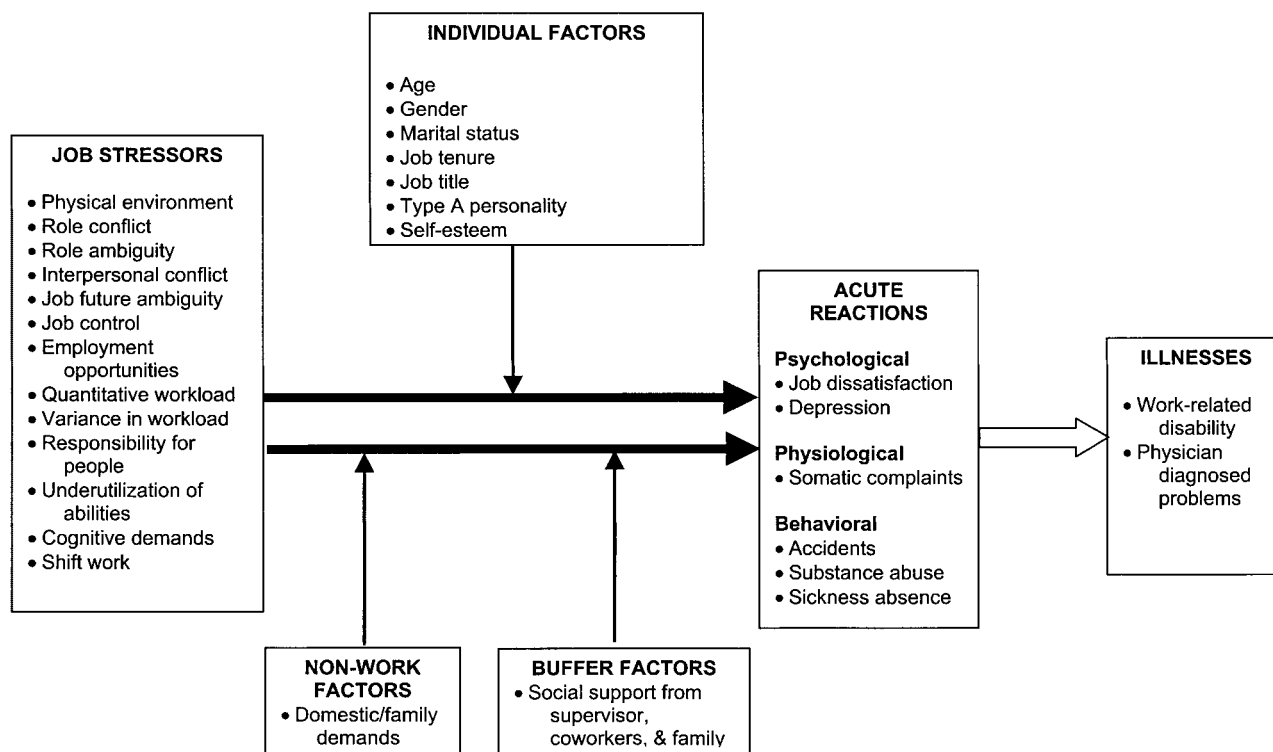 INDIVIDUAL FACTORS
• Age
• Gender
• Marital status
• Job tenure
• Job title
• Type A personality
• Self-esteem
JOB STRESSORS
• Physical environment
• Role conflict
• Role ambiguity
• Interpersonal conflict
• Job future ambiguity
• Job control
• Employment
opportunities
• Quantitative workload
• Variance in workload
• Responsibility for
people
• Underutilization of
abilities
• Cognitive demands
• Shift work
ACUTE
REACTIONS
Psychological
• Job dissatisfaction
• Depression
Physiological
• Somatic complaints
Behavioral
• Accidents
• Substance abuse
• Sickness absence
ILLNESSES
• Work-related
disability
• Physician
diagnosed
problems
NON-WORK
FACTORS
• Domestic/family
demands
BUFFER FACTORS
• Social support from
supervisor,
coworkers, & family